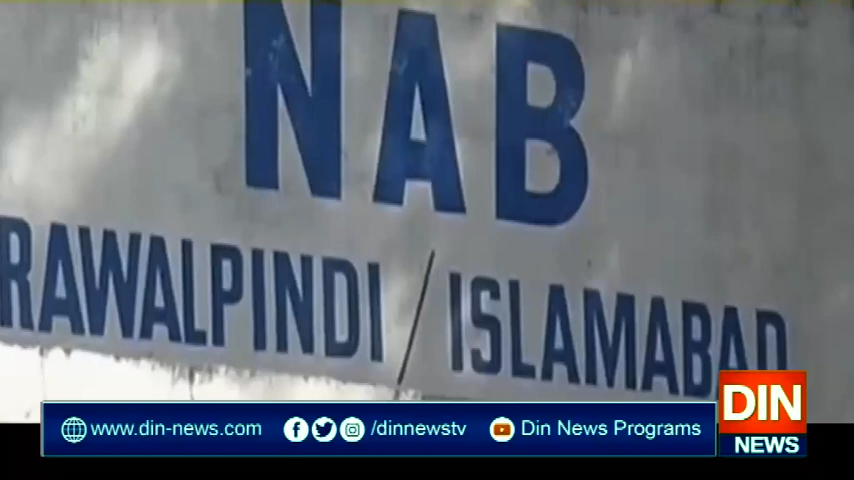 NAB
RAWALPINDI / ISLAMABAD
www.din-news.com /dinnewstv Din News Programs
DIN
NEWS